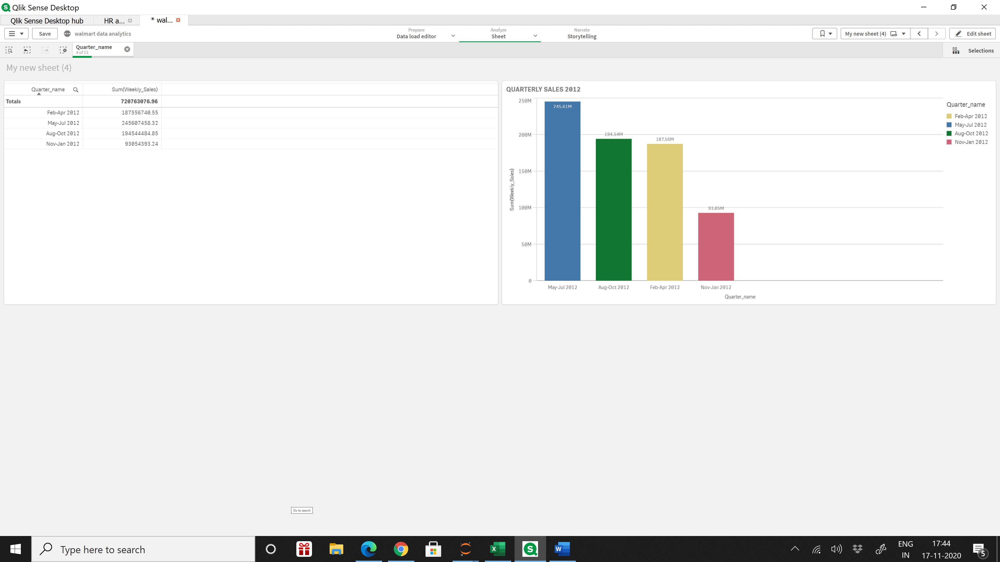 Qlik Sense Desktop
Qlik Sense Desktop hub
HR a...
* wal...
Save
walmart data analytics
Prepare
Data load editor
Analyze
Sheet
Narrate
Storytelling
My new sheet (4)
Edit sheet
Quarter_name
4 of 13
Selections
My new sheet (4)
Quarter_name Sum(Weekly_Sales)
Totals 720763076.96
Feb-Apr 2012 187556740.55
May-Jul 2012 245607458.32
Aug-Oct 2012 194544484.85
Nov-Jan 2012 93054393.24
QUARTERLY SALES 2012
Sum(Weekly_Sales)
250M
200M
150M
100M
50M
0
245.61M
194.54M
187.56M
93.05M
May-Jul 2012
Aug-Oct 2012
Feb-Apr 2012
Nov-Jan 2012
Quarter_name
Quarter_name
Feb-Apr 2012
May-Jul 2012
Aug-Oct 2012
Nov-Jan 2012
Go to search
Type here to search
ENG
IN
17:44
17-11-2020
5